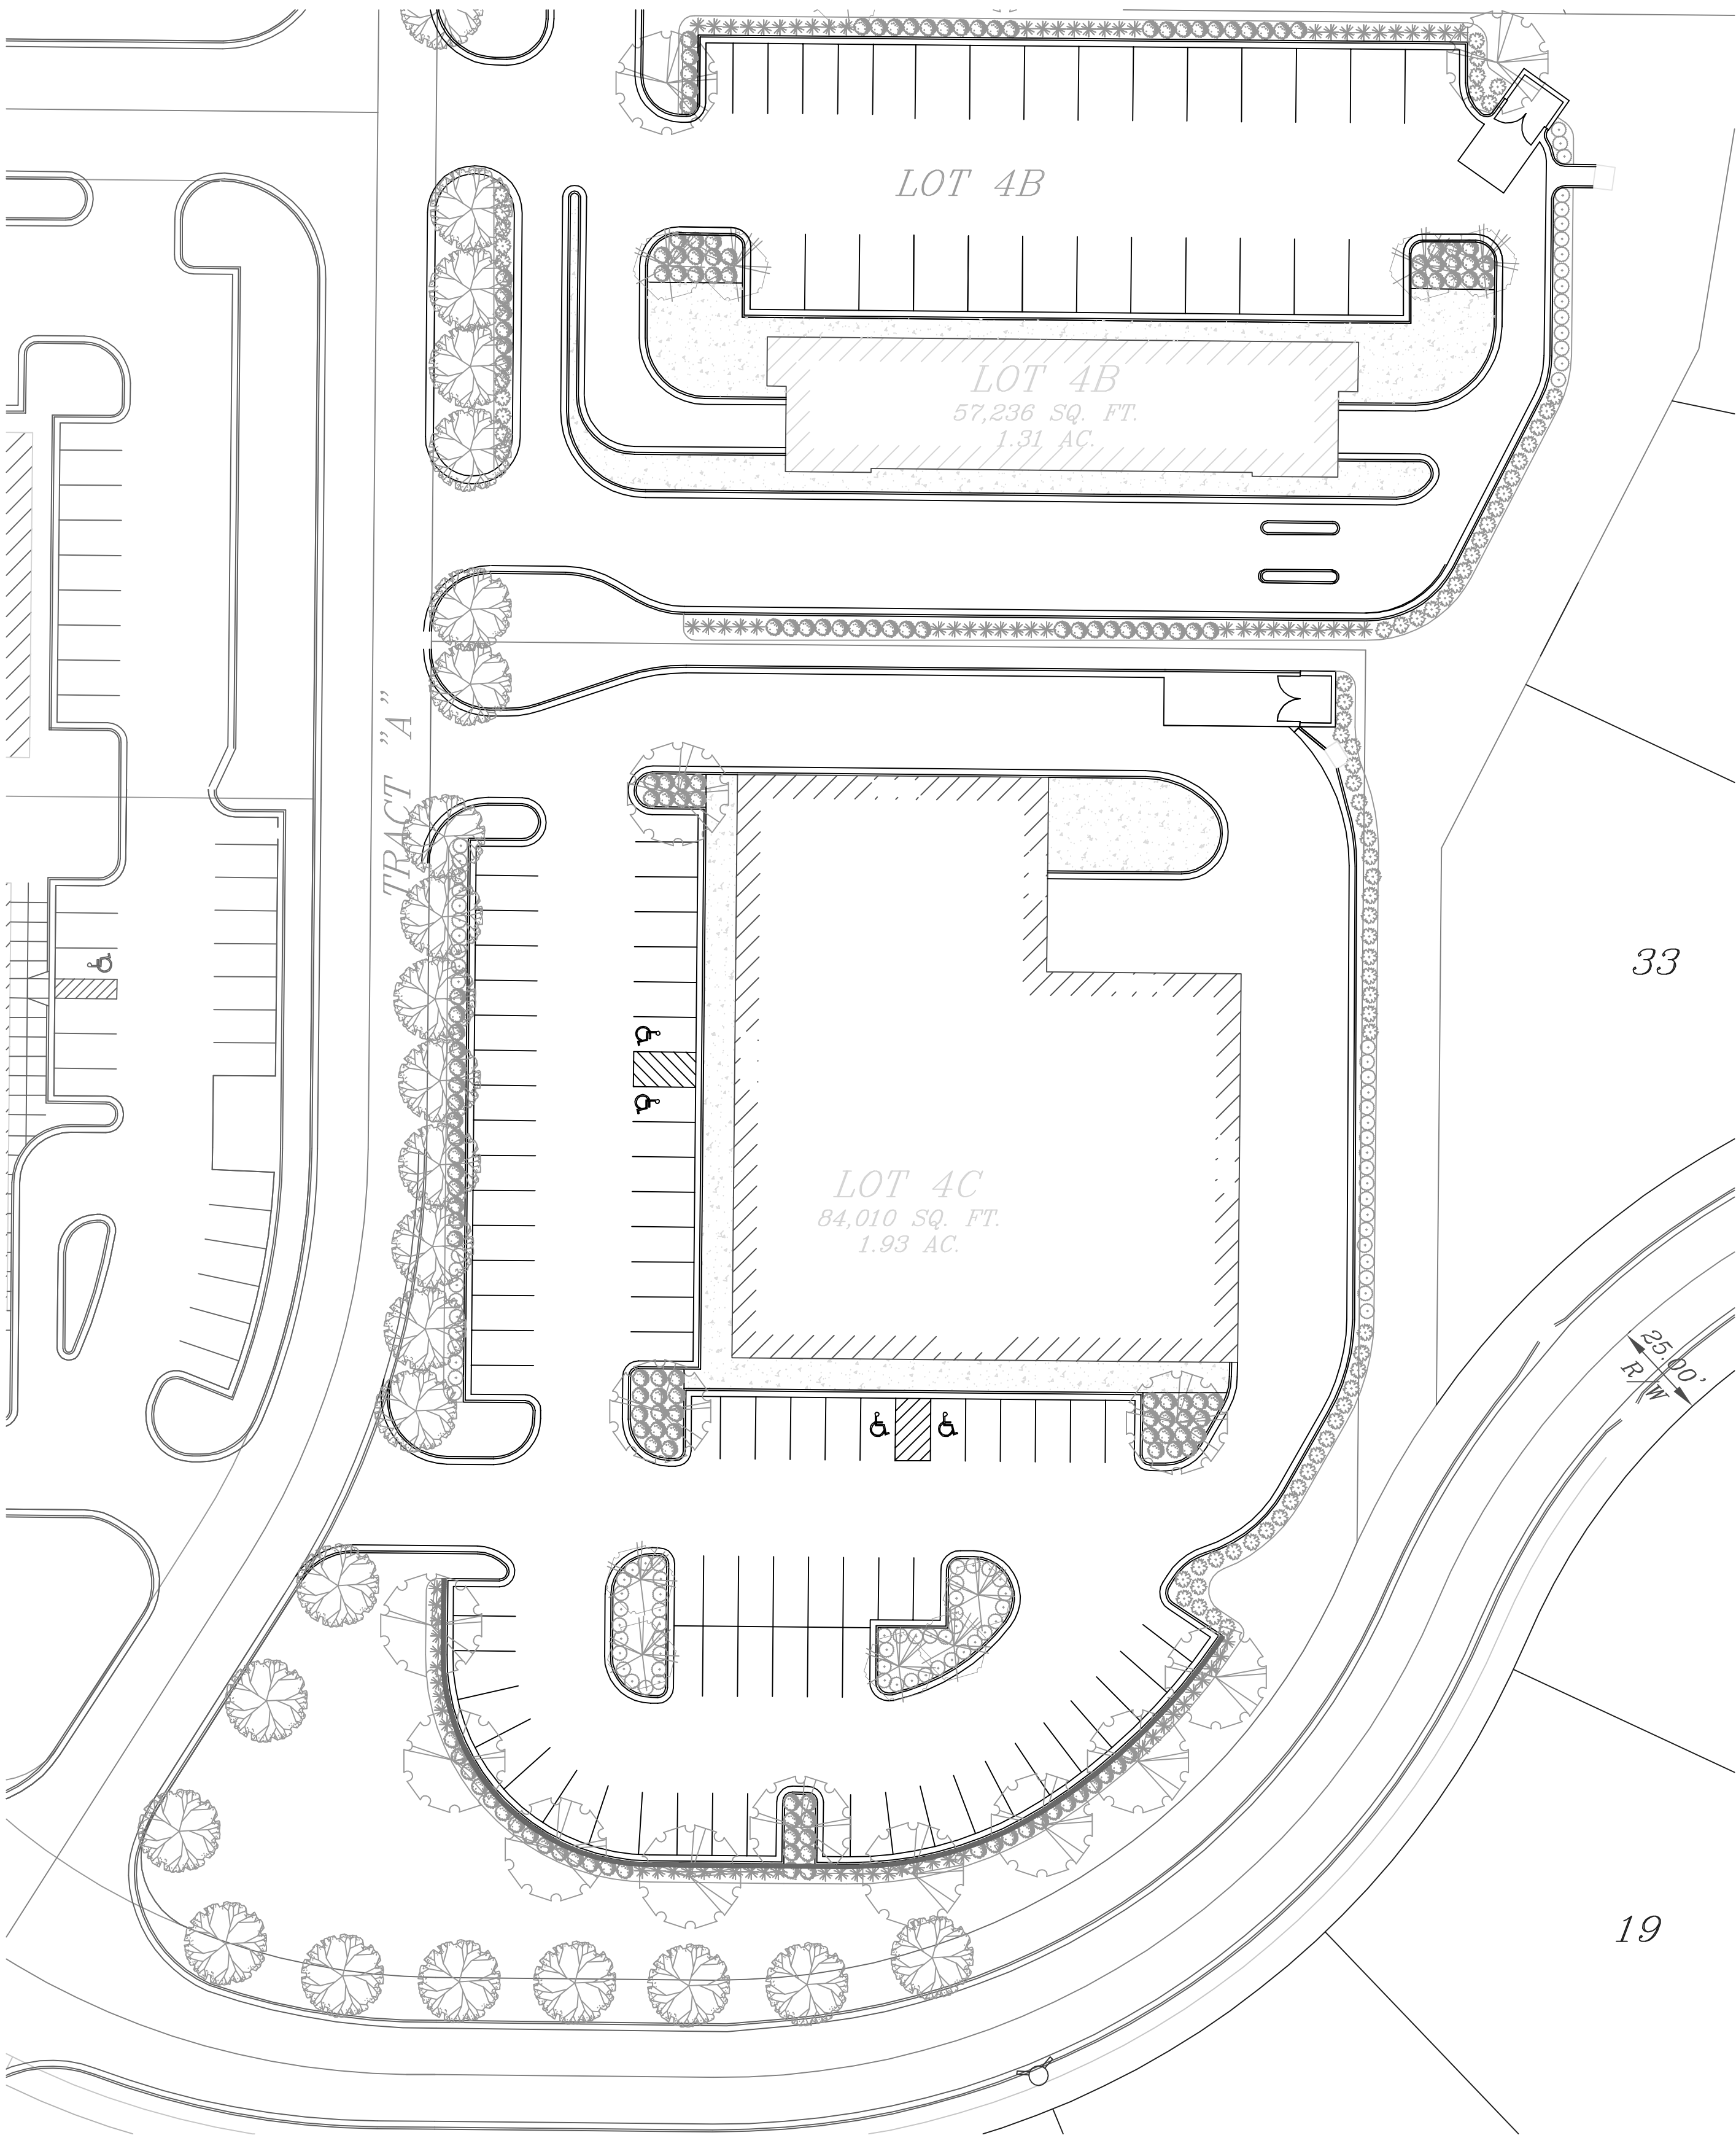 LOT 4B
LOT 4B
57,236 SQ. FT.
1.31 AC.
TRACT "A"
33
LOT 4C
84,010 SQ. FT.
1.93 AC.
25.00'
R/W
19